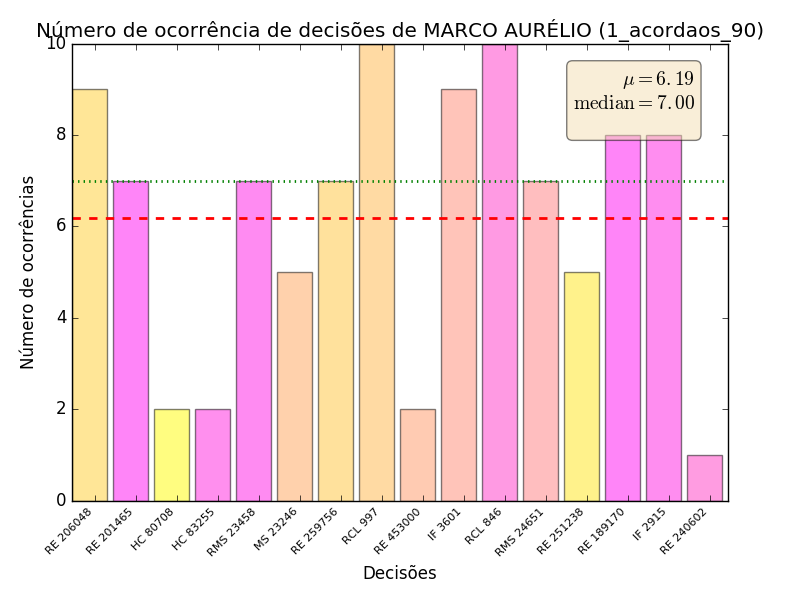 Número de ocorrência de decisões de MARCO AURÉLIO (1_acordaos_90)
μ = 6.19
median = 7.00
Número de ocorrências
10
8
6
4
2
0
RE 206048
RE 201465
HC 80708
HC 83255
RMS 23458
MS 23246
RE 259756
RCL 997
RE 453000
IF 3601
RCL 846
RMS 24651
RE 251238
RE 189170
IF 2915
RE 240602
Decisões